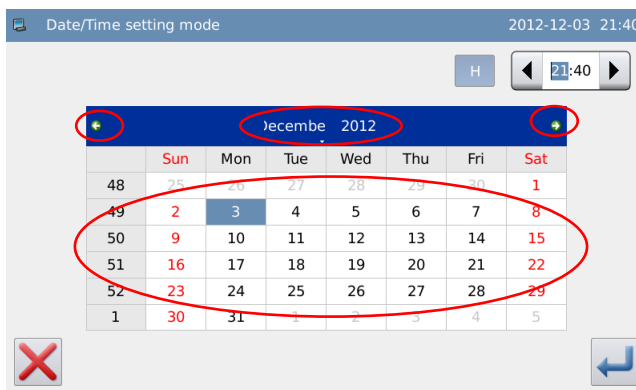 Date/Time setting mode 2012-12-03 21:40
H 21:40
Decembe 2012
Sun Mon Tue Wed Thu Fri Sat
48 25 26 27 28 29 30 1
49 2 3 4 5 6 7 8
50 9 10 11 12 13 14 15
51 16 17 18 19 20 21 22
52 23 24 25 26 27 28 29
1 30 31 1 2 3 4 5